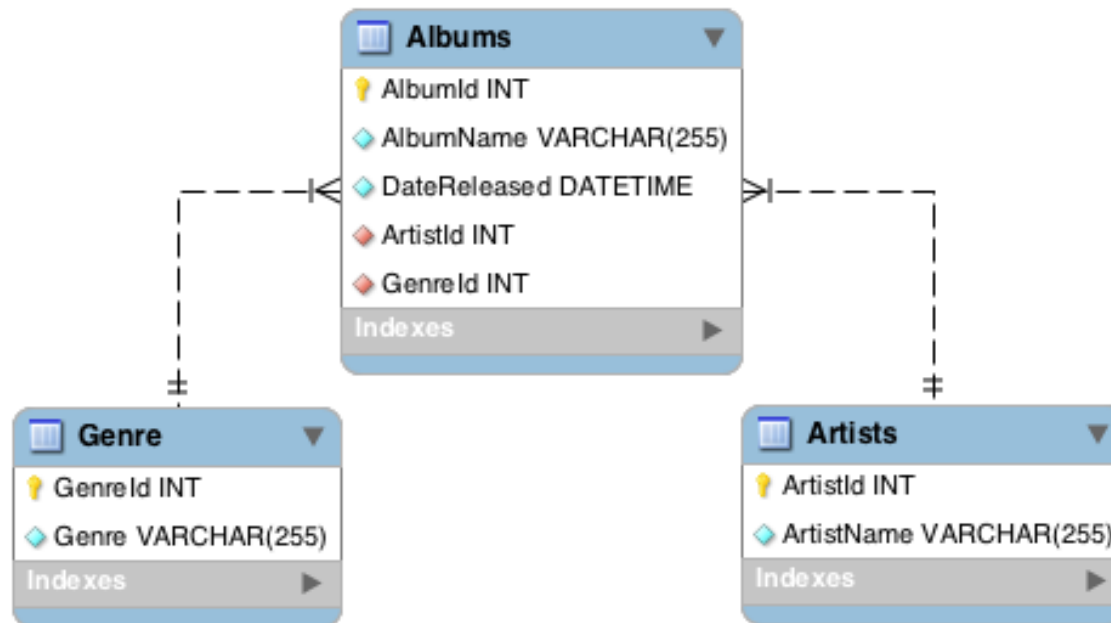 Albums
AlbumId INT
AlbumName VARCHAR(255)
DateReleased DATETIME
ArtistId INT
GenreId INT
Indexes
Genre
GenreId INT
Genre VARCHAR(255)
Indexes
Artists
ArtistId INT
ArtistName VARCHAR(255)
Indexes